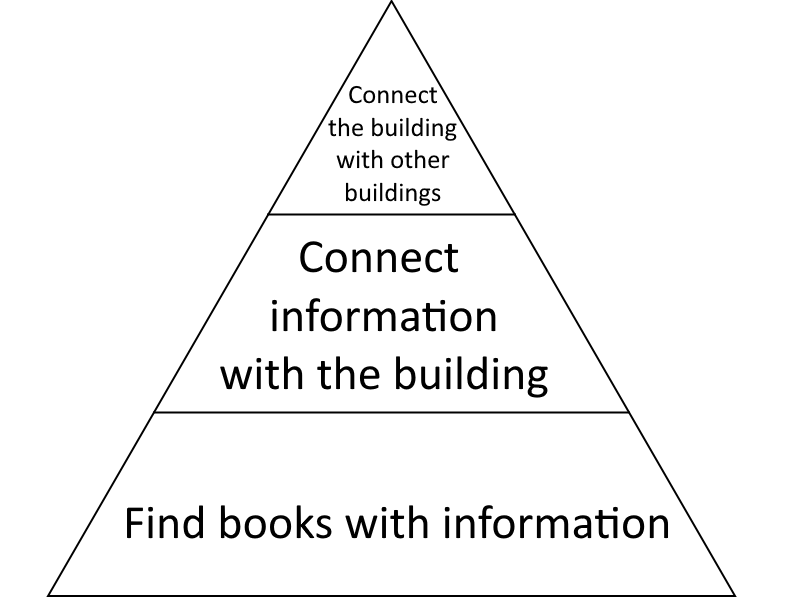 Connect
the building
with other
buildings
Connect
information
with the building
Find books with information